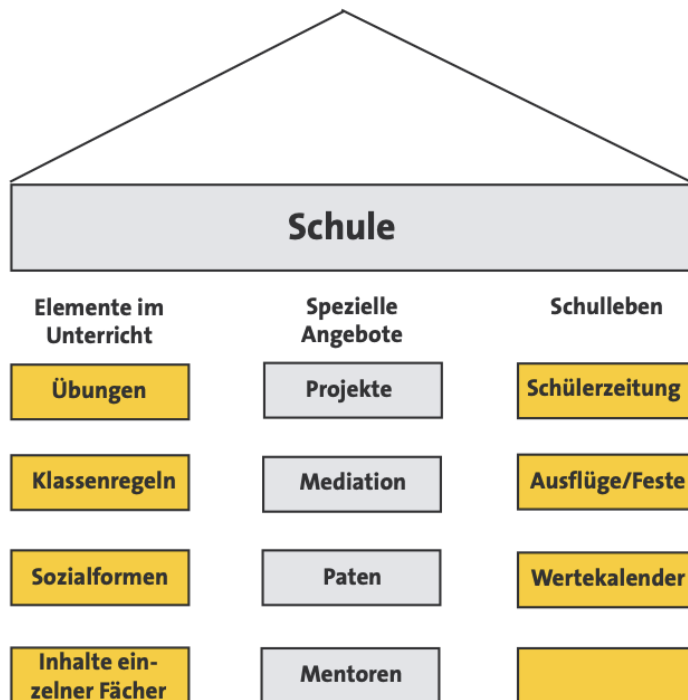 Schule
Elemente im
Unterricht
Spezielle
Angebote
Schulleben
Übungen
Projekte
Schülerzeitung
Klassenregeln
Mediation
Ausflüge/Feste
Sozialformen
Paten
Wertekalender
Inhalte ein-
zelner Fächer
Mentoren